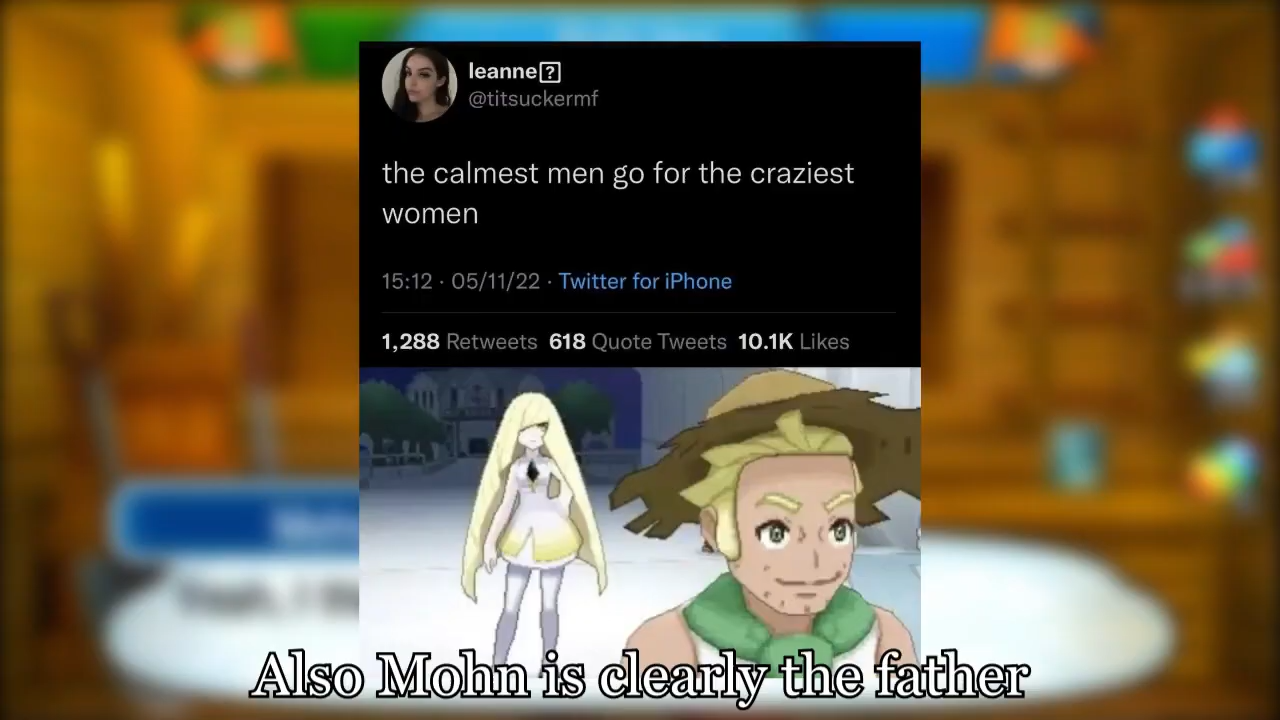 leanne
@titsuckermf
the calmest men go for the craziest
women
15:12 · 05/11/22 · Twitter for iPhone
1,288 Retweets 618 Quote Tweets 10.1K Likes
Also Mohn is clearly the father